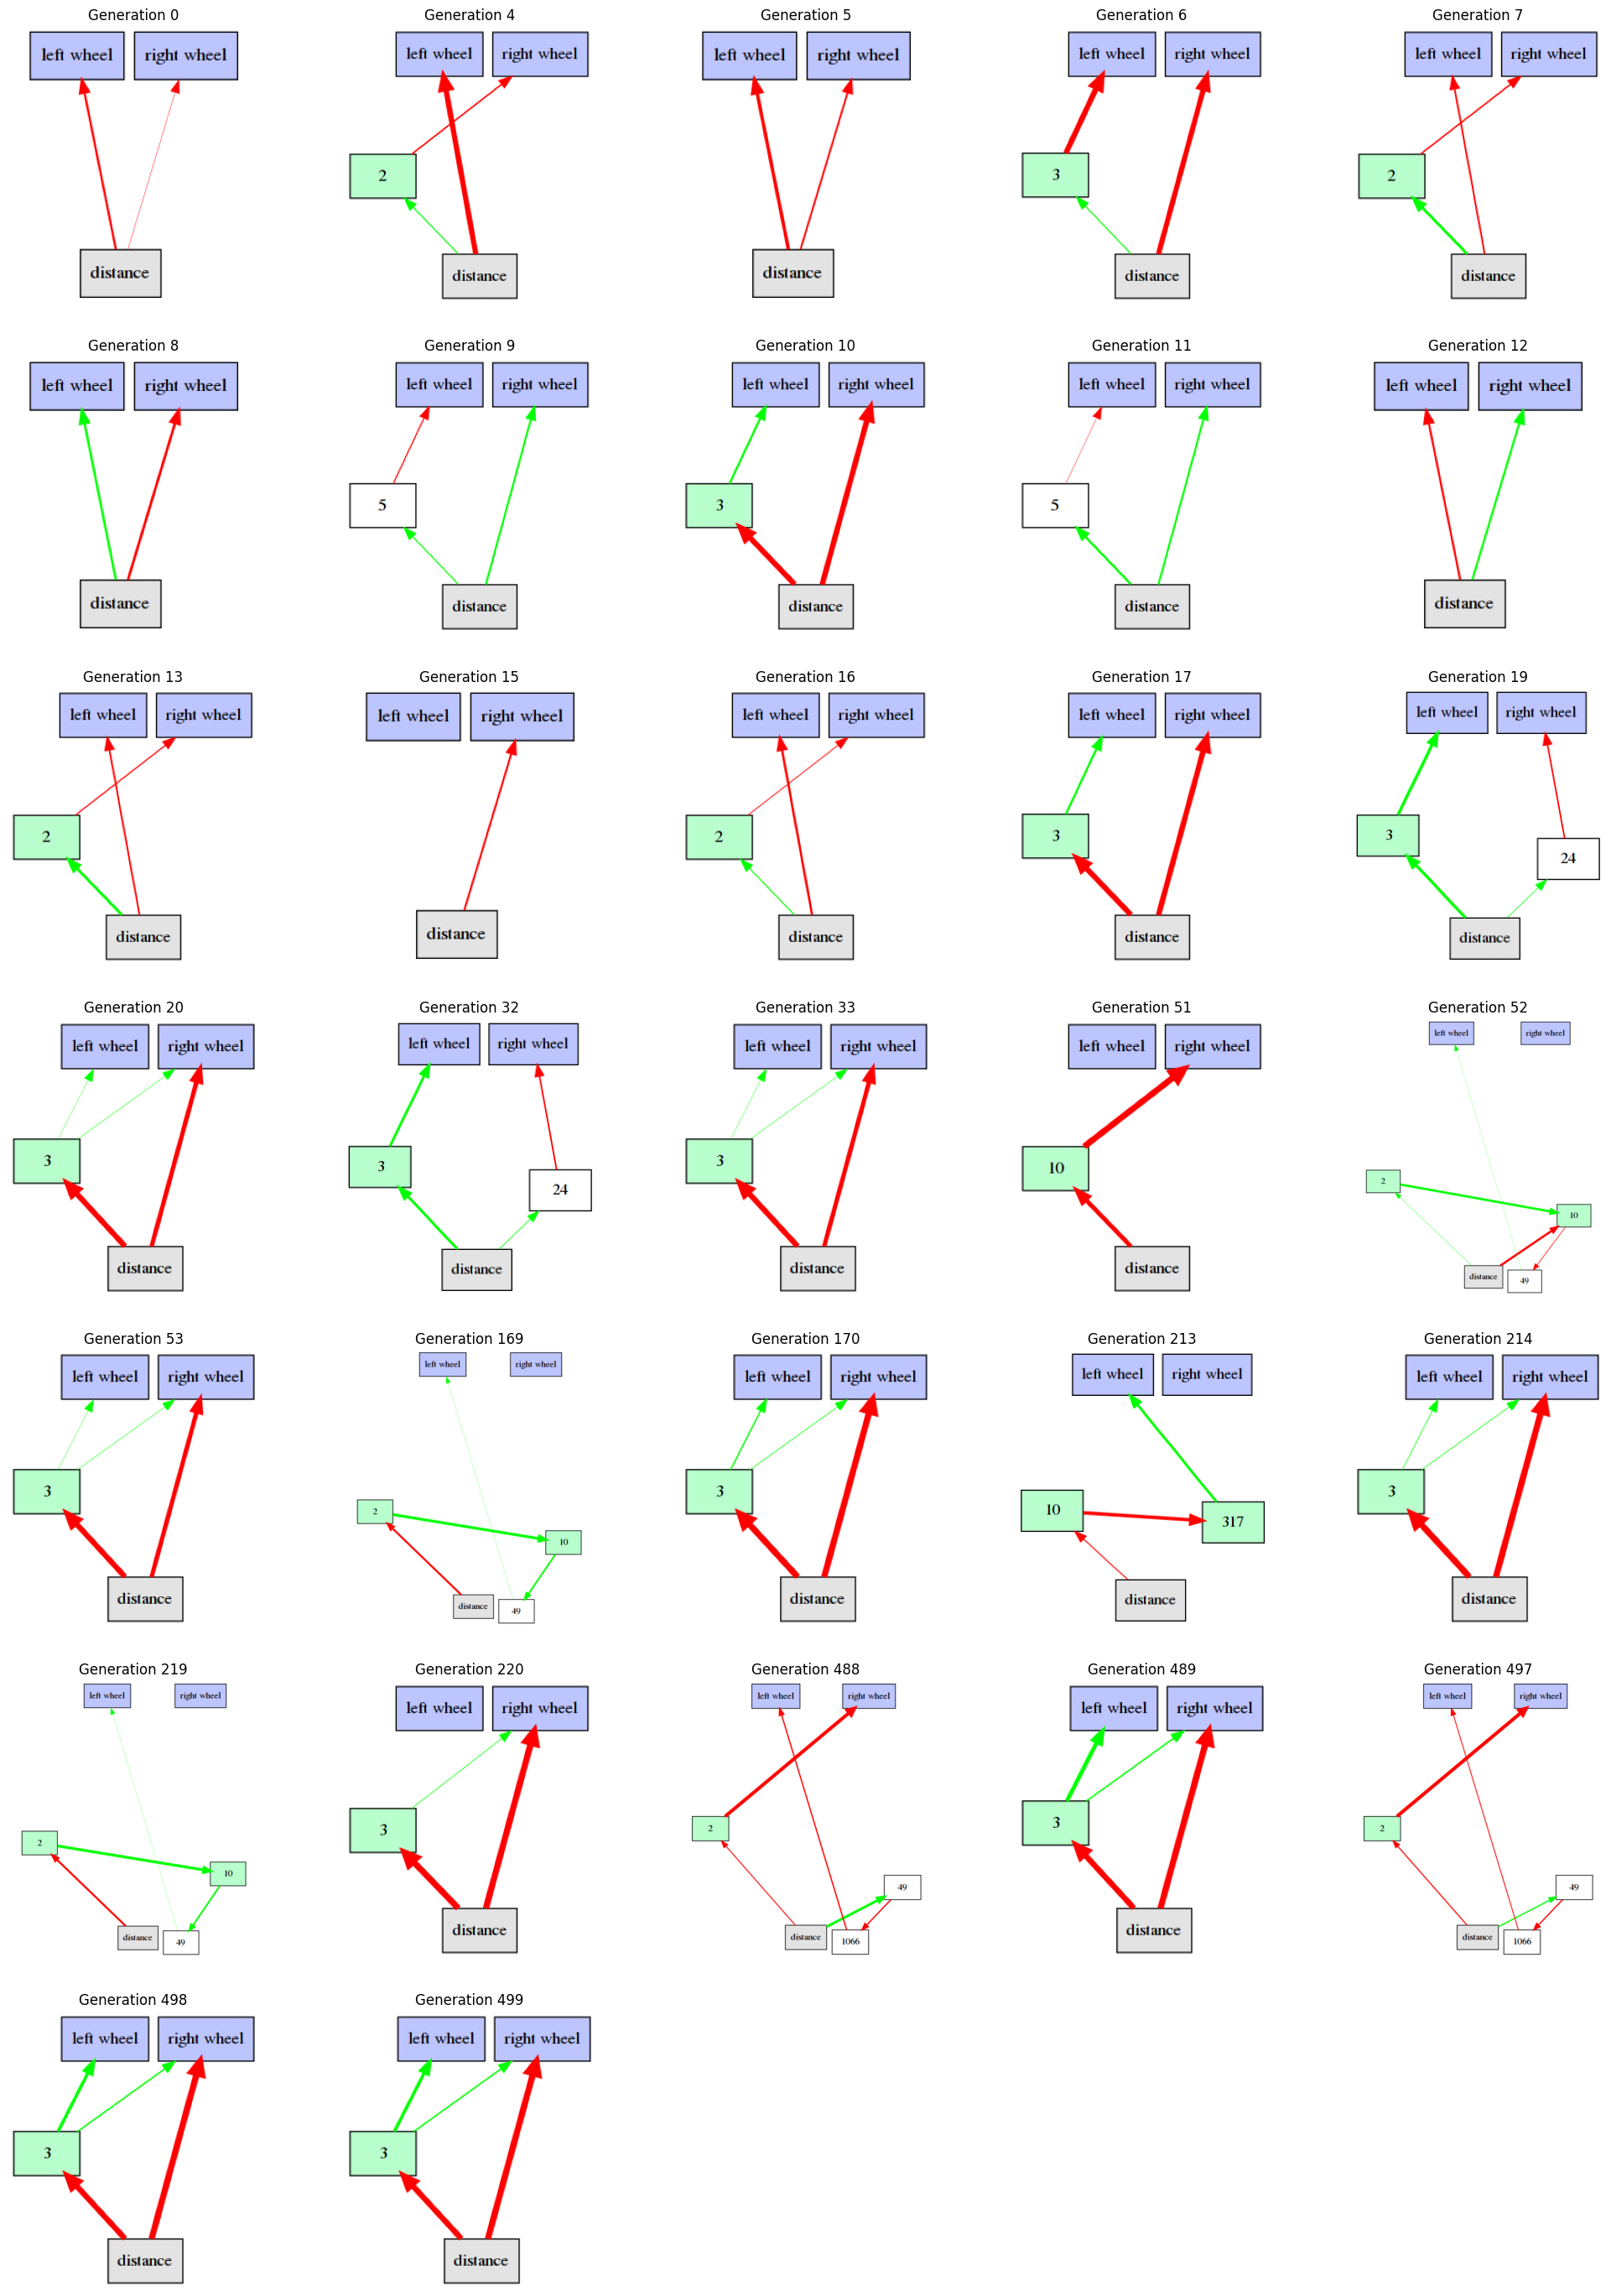 Generation 0
Generation 4
Generation 5
Generation 6
Generation 7
left wheel right wheel
left wheel right wheel
left wheel right wheel
left wheel right wheel
left wheel right wheel
2
3
2
distance
distance
distance
distance
distance
Generation 8
Generation 9
Generation 10
Generation 11
Generation 12
left wheel right wheel
left wheel right wheel
left wheel right wheel
left wheel right wheel
left wheel right wheel
5
3
5
distance
distance
distance
distance
distance
Generation 13
Generation 15
Generation 16
Generation 17
Generation 19
left wheel right wheel
left wheel right wheel
left wheel right wheel
left wheel right wheel
left wheel right wheel
2
2
3
3
24
distance
distance
distance
distance
distance
Generation 20
Generation 32
Generation 33
Generation 51
Generation 52
left wheel right wheel
left wheel right wheel
left wheel right wheel
left wheel right wheel
left wheel right wheel
3
3
24
3
10
2
10
distance
distance
distance
distance
distance
49
Generation 53
Generation 169
Generation 170
Generation 213
Generation 214
left wheel right wheel
left wheel right wheel
left wheel right wheel
left wheel right wheel
left wheel right wheel
3
2
10
3
10
317
3
distance
distance
49
distance
distance
distance
Generation 219
Generation 220
Generation 488
Generation 489
Generation 497
left wheel right wheel
left wheel right wheel
left wheel right wheel
left wheel right wheel
left wheel right wheel
2
10
3
2
49
3
2
49
distance
49
distance
distance
1066
distance
distance
1066
Generation 498
Generation 499
left wheel right wheel
left wheel right wheel
3
3
distance
distance